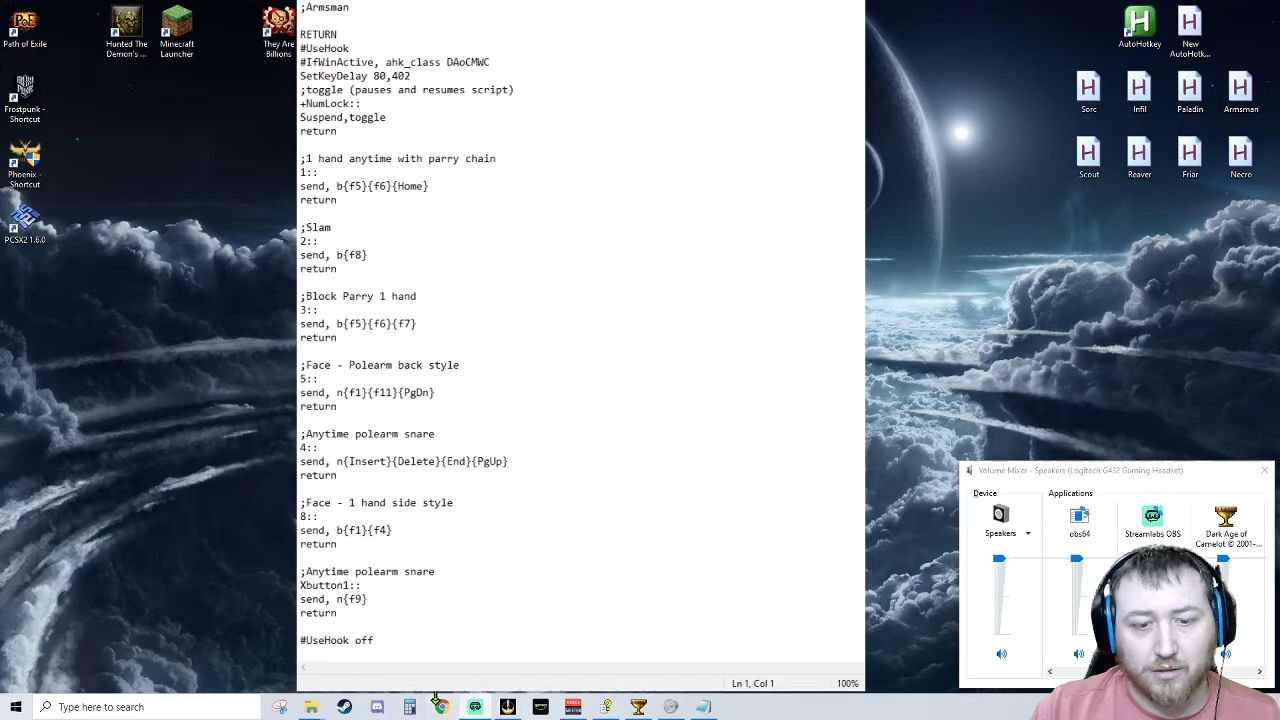 Path of Exile
Hunted The Demon's ...
Minecraft Launcher
They Are Billions
Frostpunk - Shortcut
Phoenix - Shortcut
PCSX2 1.6.0
;Armsman
RETURN
#UseHook
#IfWinActive, ahk_class DAoCMWC
SetKeyDelay 80,402
;toggle (pauses and resumes script)
+NumLock::
Suspend,toggle
return
;1 hand anytime with parry chain
1::
send, b{f5}{f6}{Home}
return
;Slam
2::
send, b{f8}
return
;Block Parry 1 hand
3::
send, b{f5}{f6}{f7}
return
;Face - Polearm back style
5::
send, n{f1}{f11}{PgDn}
return
;Anytime polearm snare
4::
send, n{Insert}{Delete}{End}{PgUp}
return
;Face - 1 hand side style
8::
send, b{f1}{f4}
return
;Anytime polearm snare
Xbutton1::
send, n{f9}
return
#UseHook off
Ln 1, Col 1
100%
AutoHotkey
New AutoHotk...
Sorc
Infil
Paladin
Armsman
Scout
Reaver
Friar
Necro
Volume Mixer - Speakers (Logitech G432 Gaming Headset)
Device
Applications
Speakers
obs64
Streamlabs OBS
Dark Age of Camelot © 2001-...
Type here to search